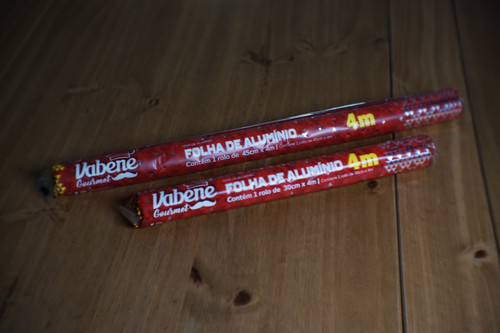 Vabene
Gourmet
FOLHA DE ALUMÍNIO
4m
Contém 1 rolo de 45cm x 4m
Vabene
Gourmet
FOLHA DE ALUMÍNIO
4m
Contém 1 rolo de 30cm x 4m